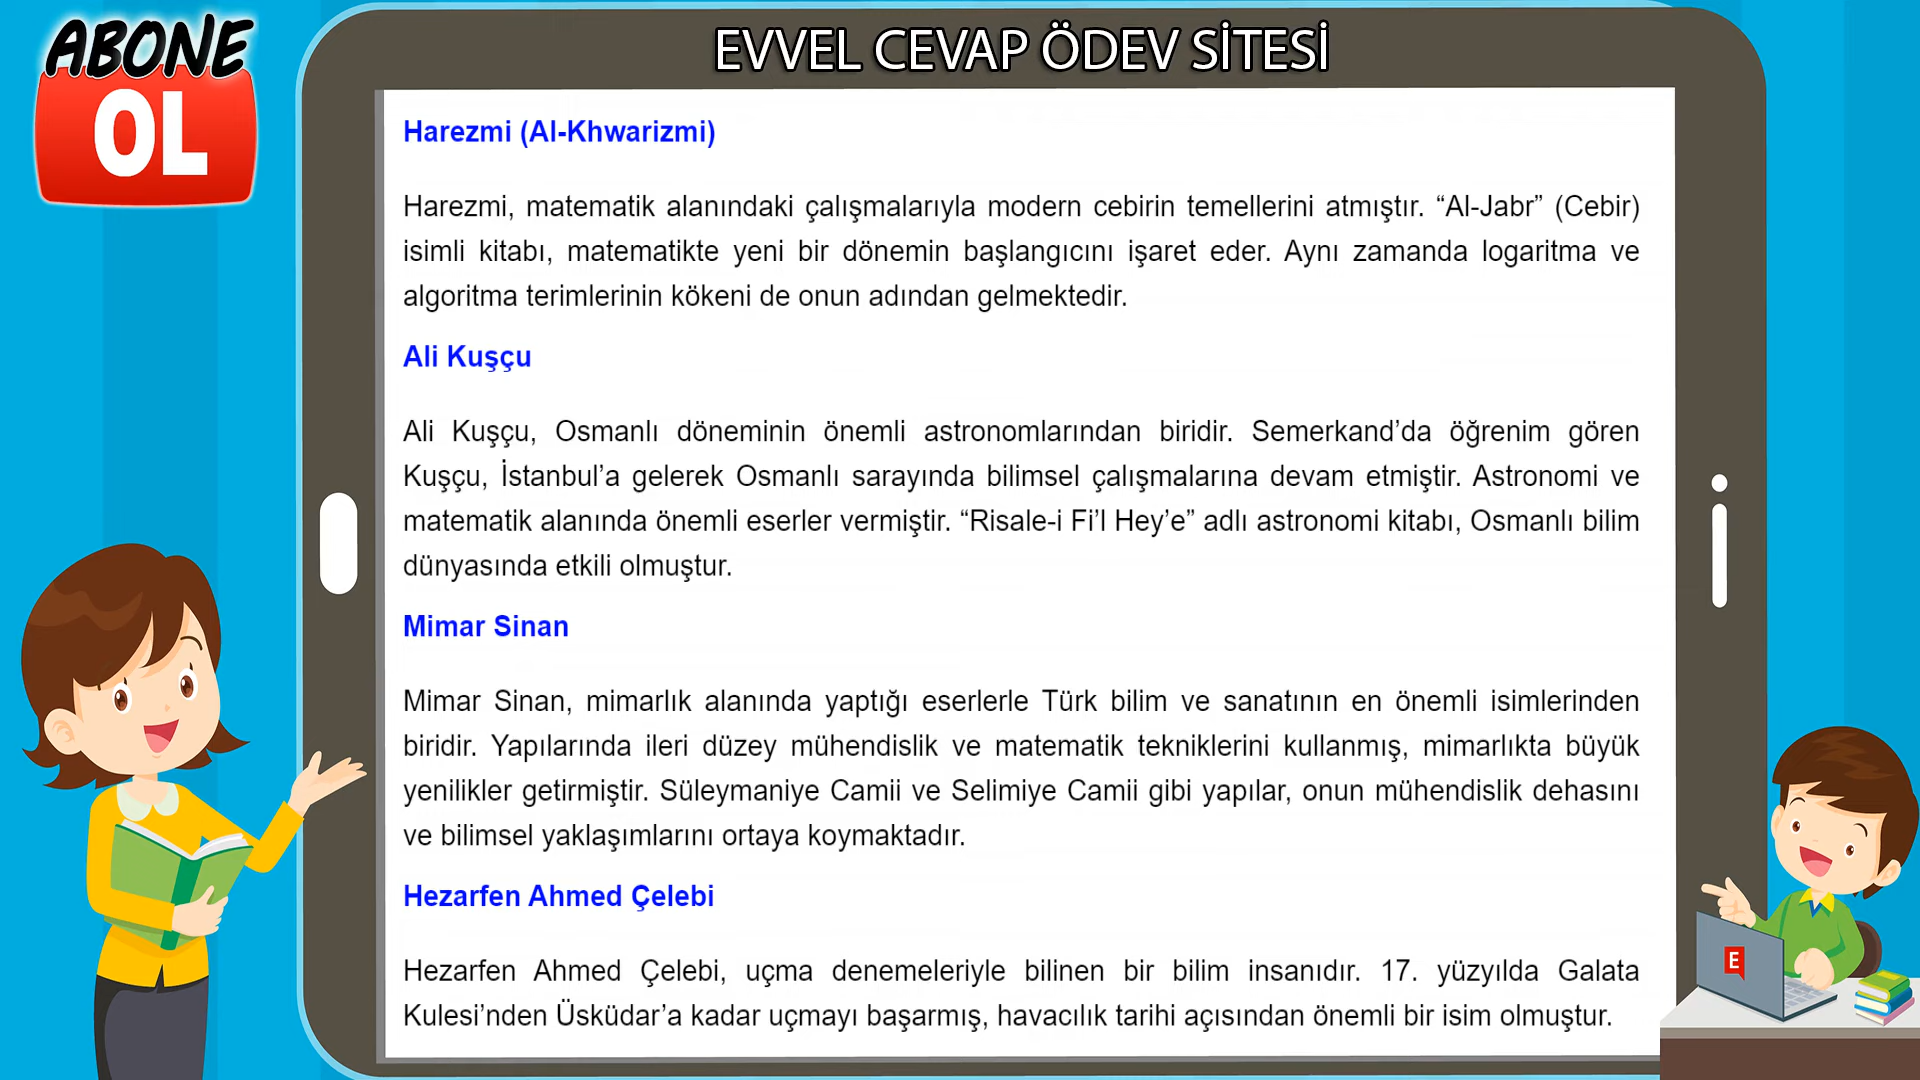 ABONE
OL
EVVEL CEVAP ÖDEV SİTESİ
Harezmi (Al-Khwarizmi)
Harezmi, matematik alanındaki çalışmalarıyla modern cebirin temellerini atmıştır. “Al-Jabr” (Cebir)
isimli kitabı, matematikte yeni bir dönemin başlangıcını işaret eder. Aynı zamanda logaritma ve
algoritma terimlerinin kökeni de onun adından gelmektedir.
Ali Kuşçu
Ali Kuşçu, Osmanlı döneminin önemli astronomlarından biridir. Semerkand’da öğrenim gören
Kuşçu, İstanbul’a gelerek Osmanlı sarayında bilimsel çalışmalarına devam etmiştir. Astronomi ve
matematik alanında önemli eserler vermiştir. “Risale-i Fi’l Hey’e” adlı astronomi kitabı, Osmanlı bilim
dünyasında etkili olmuştur.
Mimar Sinan
Mimar Sinan, mimarlık alanında yaptığı eserlerle Türk bilim ve sanatının en önemli isimlerinden
biridir. Yapılarında ileri düzey mühendislik ve matematik tekniklerini kullanmış, mimarlıkta büyük
yenilikler getirmiştir. Süleymaniye Camii ve Selimiye Camii gibi yapılar, onun mühendislik dehasını
ve bilimsel yaklaşımlarını ortaya koymaktadır.
Hezarfen Ahmed Çelebi
Hezarfen Ahmed Çelebi, uçma denemeleriyle bilinen bir bilim insanıdır. 17. yüzyılda Galata
Kulesi’nden Üsküdar’a kadar uçmayı başarmış, havacılık tarihi açısından önemli bir isim olmuştur.
E